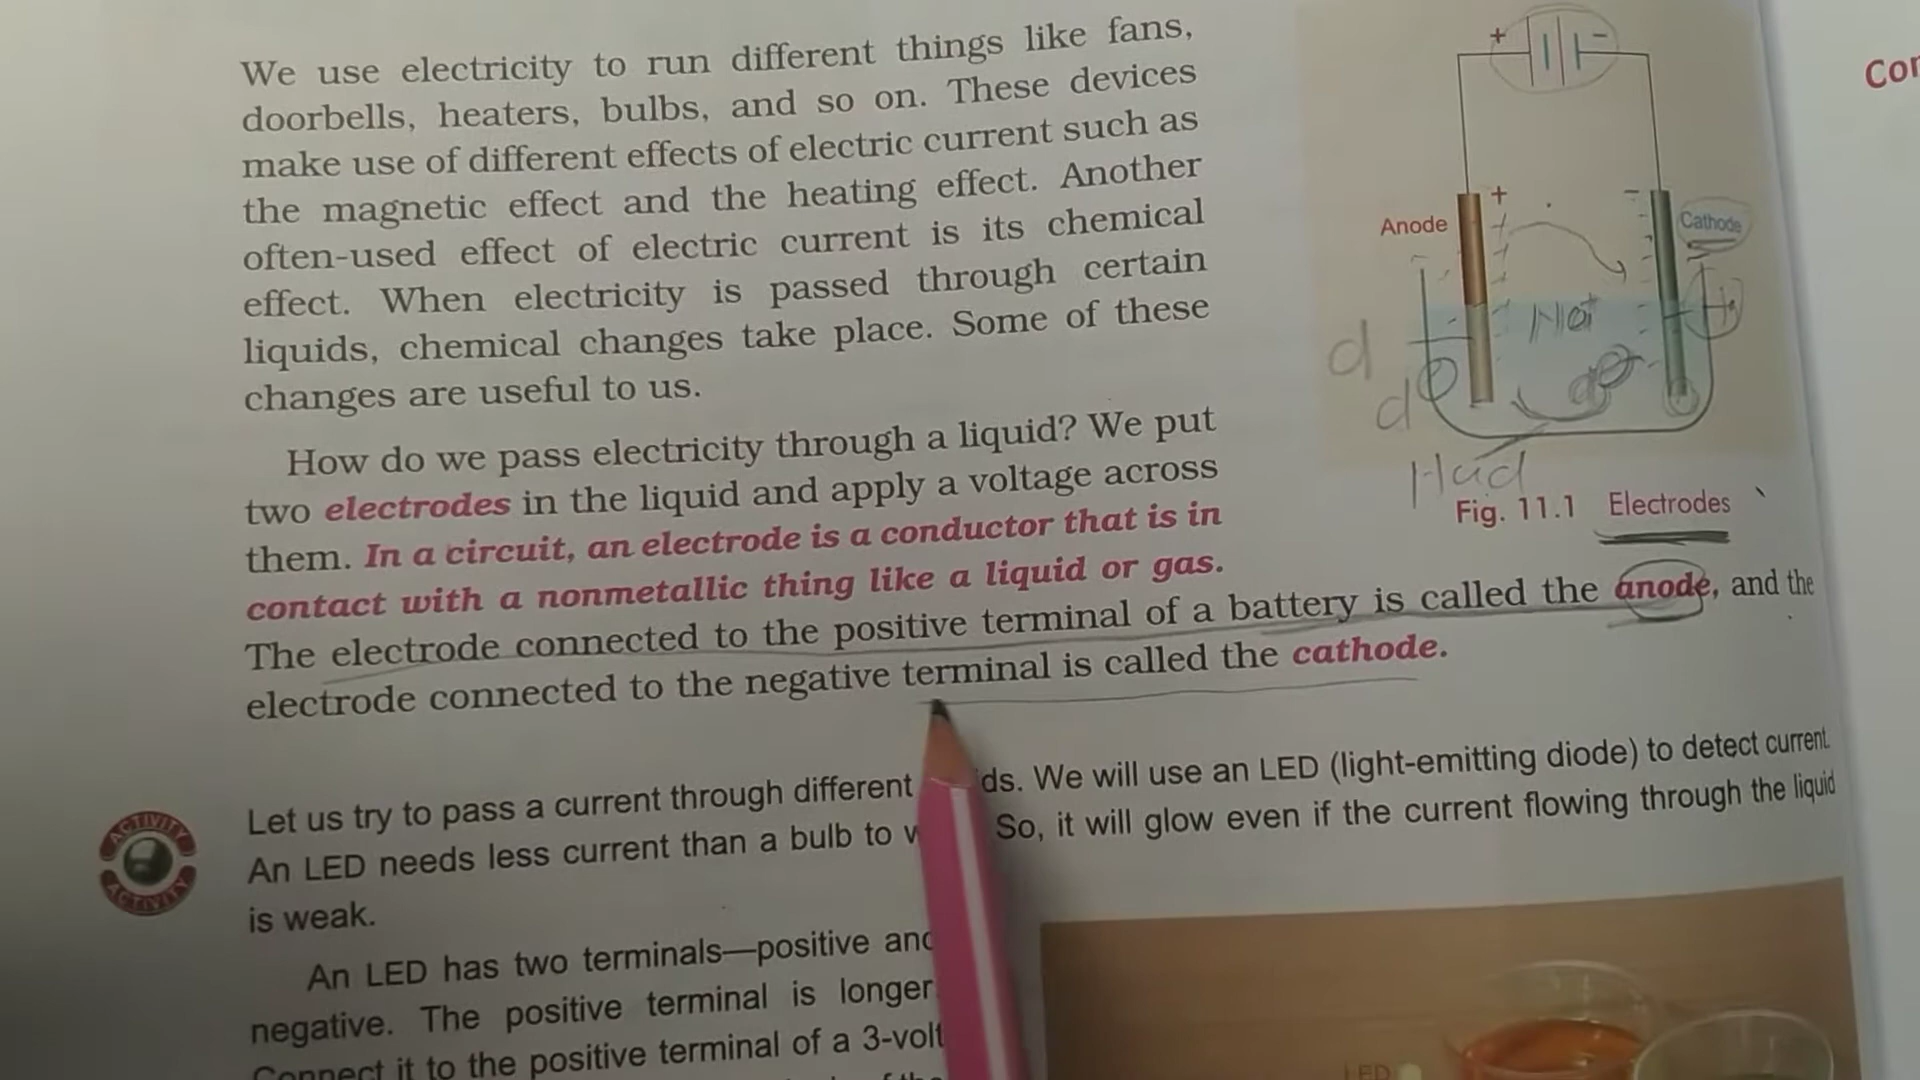 We use electricity to run different things like fans,
doorbells, heaters, bulbs, and so on. These devices
make use of different effects of electric current such as
the magnetic effect and the heating effect. Another
often-used effect of electric current is its chemical
effect. When electricity is passed through certain
liquids, chemical changes take place. Some of these
changes are useful to us.
How do we pass electricity through a liquid? We put
two electrodes in the liquid and apply a voltage across
them. In a circuit, an electrode is a conductor that is in
contact with a nonmetallic thing like a liquid or gas.
The electrode connected to the positive terminal of a battery is called the anode, and the
electrode connected to the negative terminal is called the cathode.
+ −
+ −
Anode
Cathode
d
d
Fig. 11.1 Electrodes
Cor
ACTIVITY
ACTIVITY
Let us try to pass a current through different ds. We will use an LED (light-emitting diode) to detect current.
An LED needs less current than a bulb to w So, it will glow even if the current flowing through the liquid
is weak.
An LED has two terminals—positive and
negative. The positive terminal is longer
Connect it to the positive terminal of a 3-volt
LED